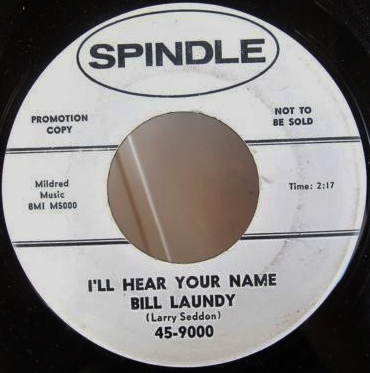 SPINDLE
PROMOTION
COPY
NOT TO
BE SOLD
Mildred
Music
BMI M5000
Time: 2:17
I'LL HEAR YOUR NAME
BILL LAUNDY
(Larry Seddon)
45-9000